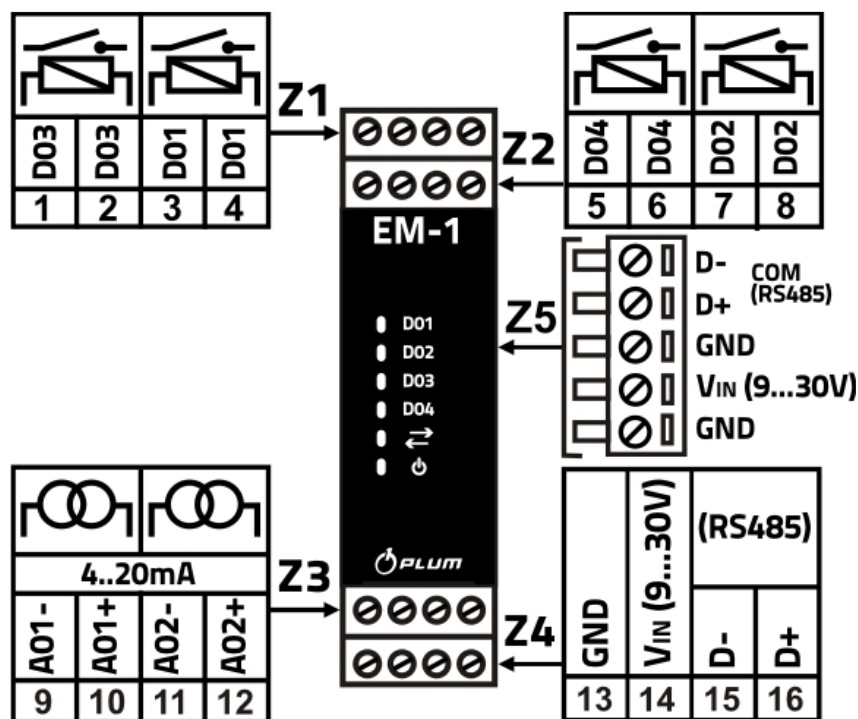 Z1
DO3 DO3 DO1 DO1
1 2 3 4
Z2
DO4 DO4 DO2 DO2
5 6 7 8
EM-1
DO1
DO2
DO3
DO4
PLUM
Z5
D-
D+
COM
(RS485)
GND
VIN (9...30V)
GND
Z3
4..20mA
AO1- AO1+ AO2- AO2+
9 10 11 12
Z4
GND
VIN (9...30V)
(RS485)
D- D+
13 14 15 16